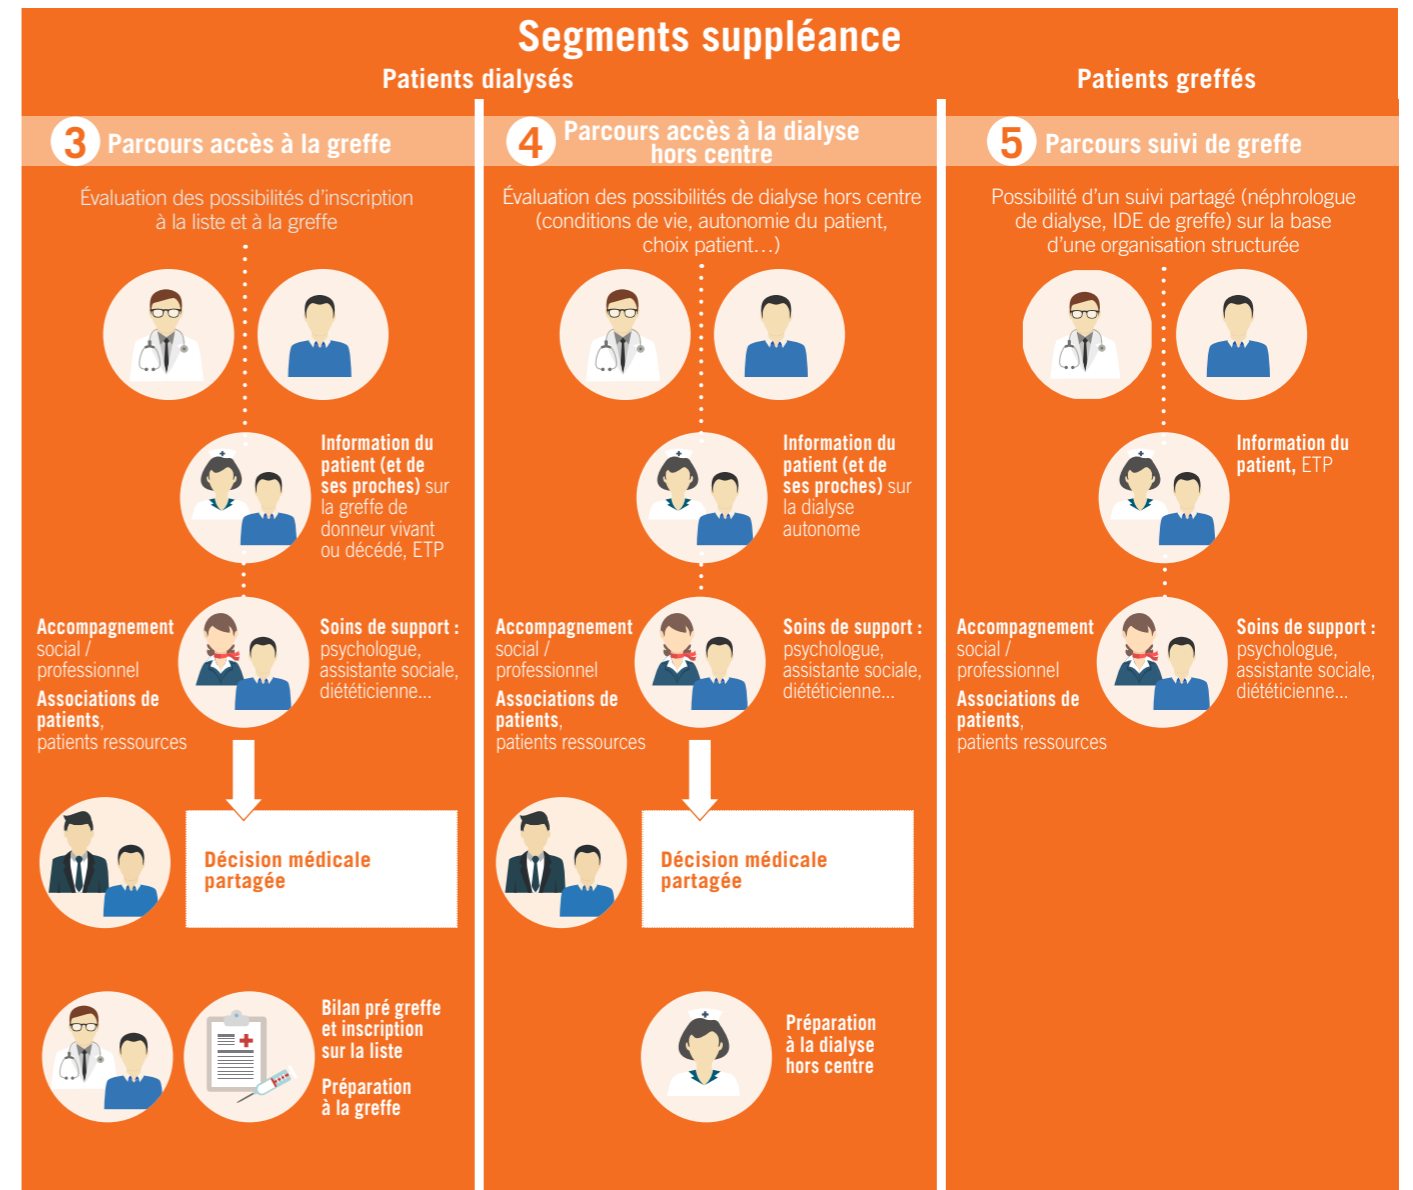 Segments suppléance
Patients dialysés
Patients greffés
3 Parcours accès à la greffe
Évaluation des possibilités d’inscription
à la liste et à la greffe
Information du
patient (et de
ses proches) sur
la greffe de
donneur vivant
ou décédé, ETP
Accompagnement
social /
professionnel
Associations de
patients,
patients ressources
Soins de support :
psychologue,
assistante sociale,
diététicienne...
Décision médicale
partagée
Bilan pré greffe
et inscription
sur la liste
Préparation
à la greffe
4 Parcours accès à la dialyse
hors centre
Évaluation des possibilités de dialyse hors centre
(conditions de vie, autonomie du patient,
choix patient…)
Information du
patient (et de
ses proches) sur
la dialyse
autonome
Accompagnement
social /
professionnel
Associations de
patients,
patients ressources
Soins de support :
psychologue,
assistante sociale,
diététicienne...
Décision médicale
partagée
Préparation
à la dialyse
hors centre
5 Parcours suivi de greffe
Possibilité d’un suivi partagé (néphrologue
de dialyse, IDE de greffe) sur la base
d’une organisation structurée
Information du
patient, ETP
Accompagnement
social /
professionnel
Associations de
patients,
patients ressources
Soins de support :
psychologue,
assistante sociale,
diététicienne...